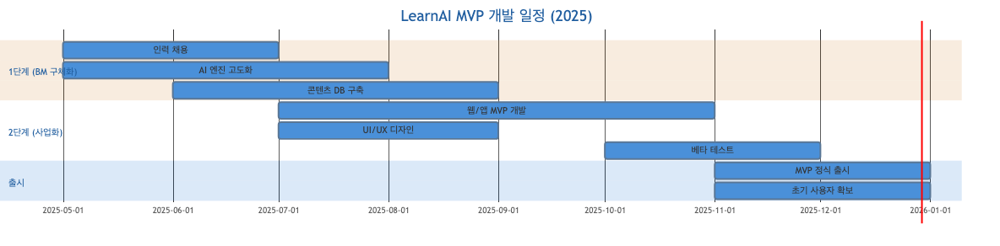 LearnAI MVP 개발 일정 (2025)
인력 채용
1단계 (BM 구체화)
AI 엔진 고도화
콘텐츠 DB 구축
웹/앱 MVP 개발
2단계 (사업화)
UI/UX 디자인
베타 테스트
MVP 정식 출시
출시
초기 사용자 확보
2025-05-01 2025-06-01 2025-07-01 2025-08-01 2025-09-01 2025-10-01 2025-11-01 2025-12-01 2026-01-01